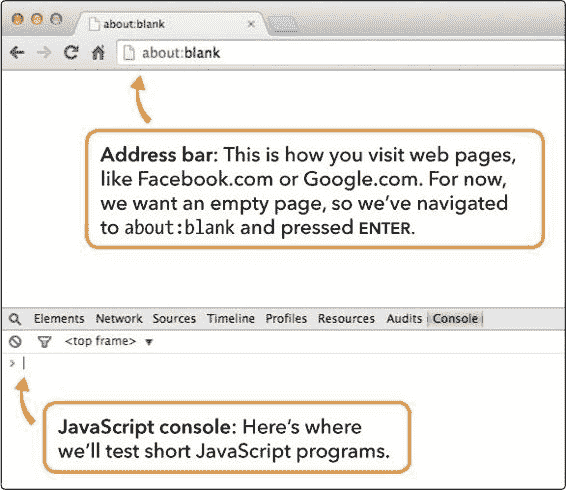 about:blank
about:blank
Address bar: This is how you visit web pages,
like Facebook.com or Google.com. For now,
we want an empty page, so we’ve navigated
to about:blank and pressed ENTER.
Elements Network Sources Timeline Profiles Resources Audits Console
<top frame> ▼
>
JavaScript console: Here’s where
we’ll test short JavaScript programs.